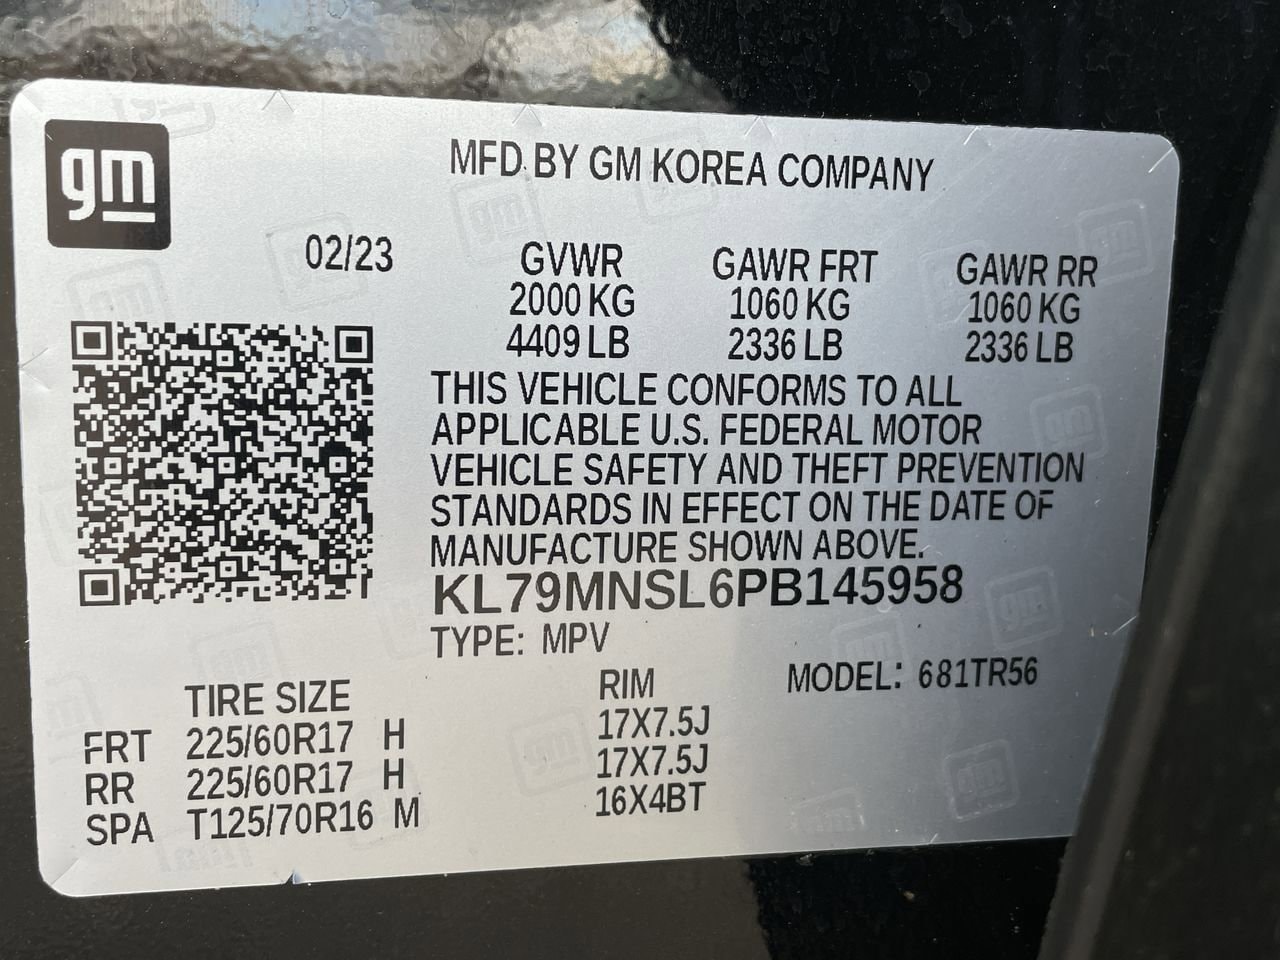 gm
MFD BY GM KOREA COMPANY
02/23 GVWR GAWR FRT GAWR RR
2000 KG 1060 KG 1060 KG
4409 LB 2336 LB 2336 LB
THIS VEHICLE CONFORMS TO ALL
APPLICABLE U.S. FEDERAL MOTOR
VEHICLE SAFETY AND THEFT PREVENTION
STANDARDS IN EFFECT ON THE DATE OF
MANUFACTURE SHOWN ABOVE.
KL79MNSL6PB145958
TYPE: MPV
MODEL: 681TR56
TIRE SIZE RIM
FRT 225/60R17 H 17X7.5J
RR 225/60R17 H 17X7.5J
SPA T125/70R16 M 16X4BT